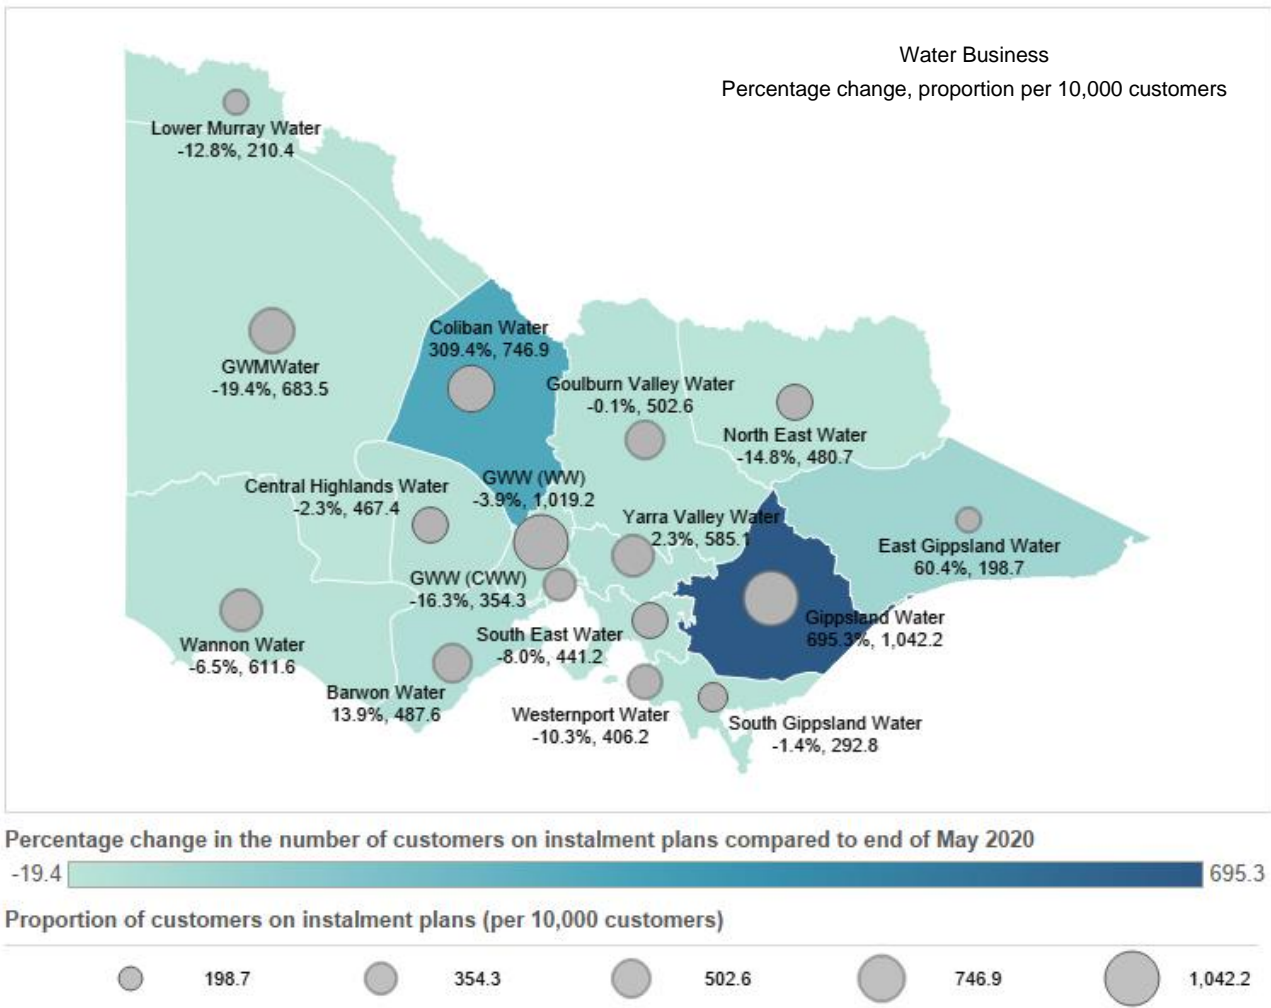 Water Business
Percentage change, proportion per 10,000 customers
Lower Murray Water
-12.8%, 210.4
GWMWater
-19.4%, 683.5
Coliban Water
309.4%, 746.9
Goulburn Valley Water
-0.1%, 502.6
North East Water
-14.8%, 480.7
Central Highlands Water
-2.3%, 467.4
GWW (WW)
-3.9%, 1,019.2
Yarra Valley Water
2.3%, 585.1
East Gippsland Water
60.4%, 198.7
GWW (CWW)
-16.3%, 354.3
Gippsland Water
695.3%, 1,042.2
Wannon Water
-6.5%, 611.6
South East Water
-8.0%, 441.2
Barwon Water
13.9%, 487.6
Westernport Water
-10.3%, 406.2
South Gippsland Water
-1.4%, 292.8
Percentage change in the number of customers on instalment plans compared to end of May 2020
-19.4 695.3
Proportion of customers on instalment plans (per 10,000 customers)
198.7 354.3 502.6 746.9 1,042.2